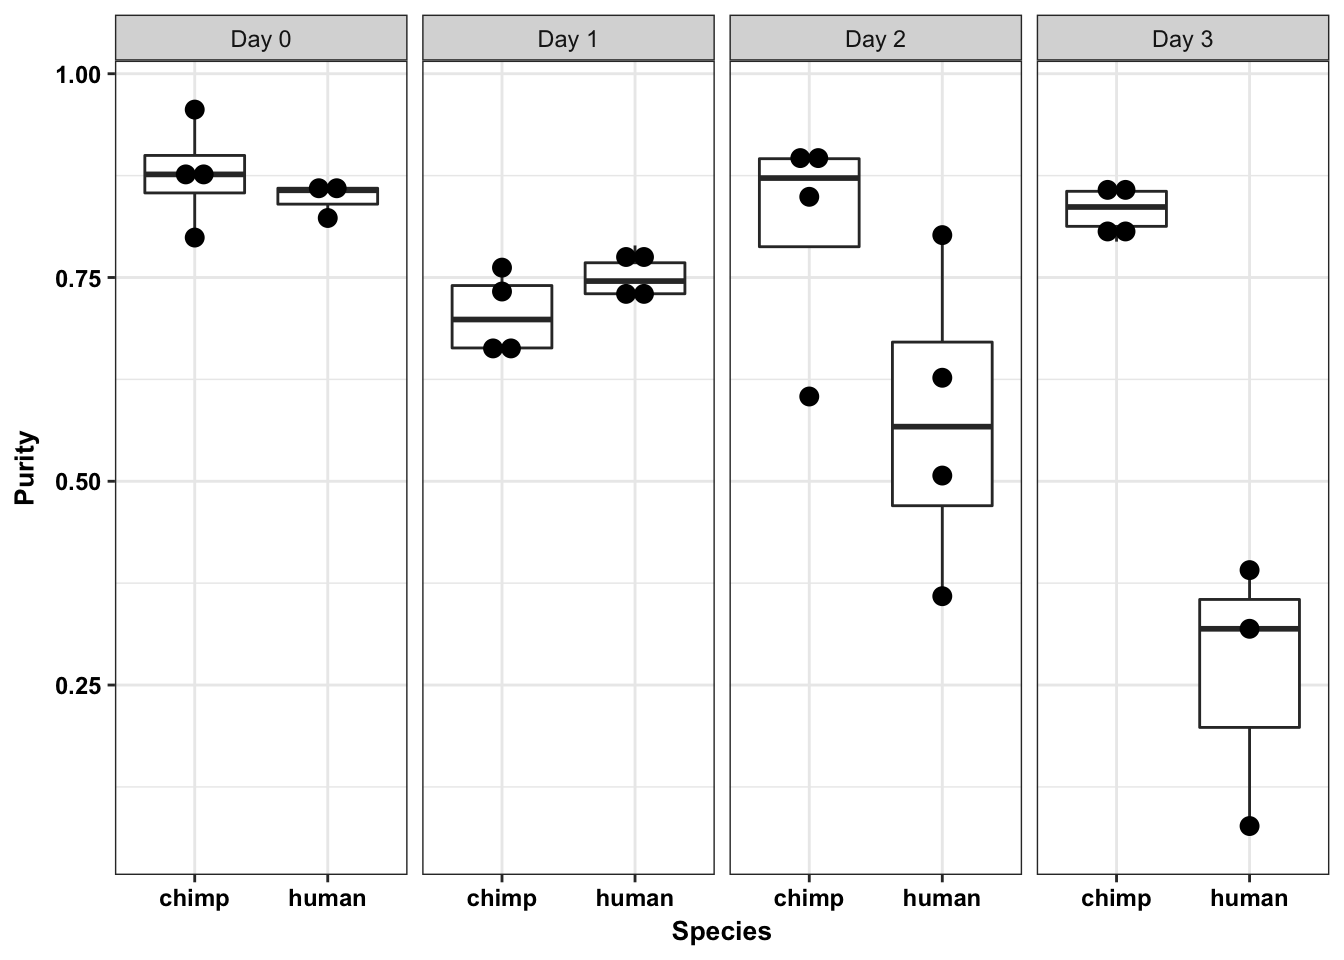 Day 0 Day 1 Day 2 Day 3
1.00
0.75
0.50
0.25
Purity
chimp human chimp human chimp human chimp human
Species